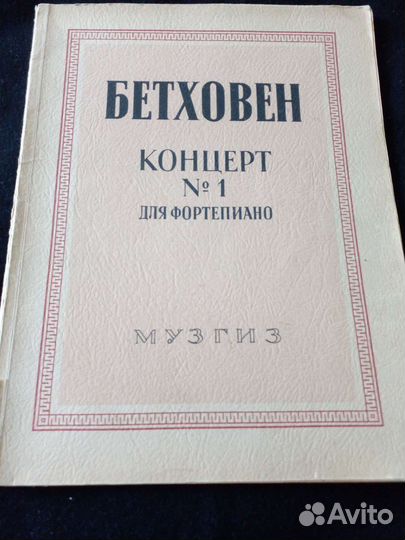 БЕТХОВЕН
КОНЦЕРТ
№ 1
ДЛЯ ФОРТЕПИАНО
МУЗГИЗ
Avito